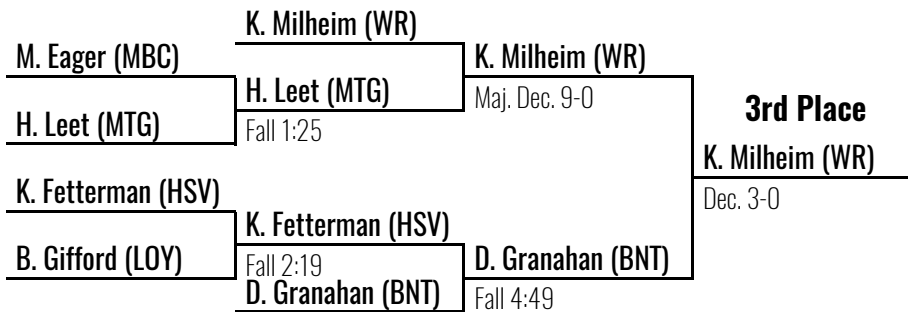 K. Milheim (WR)
M. Eager (MBC)
K. Milheim (WR)
H. Leet (MTG)
Maj. Dec. 9-0
3rd Place
H. Leet (MTG)
Fall 1:25
K. Milheim (WR)
K. Fetterman (HSV)
Dec. 3-0
K. Fetterman (HSV)
B. Gifford (LOY)
Fall 2:19
D. Granahan (BNT)
D. Granahan (BNT)
Fall 4:49